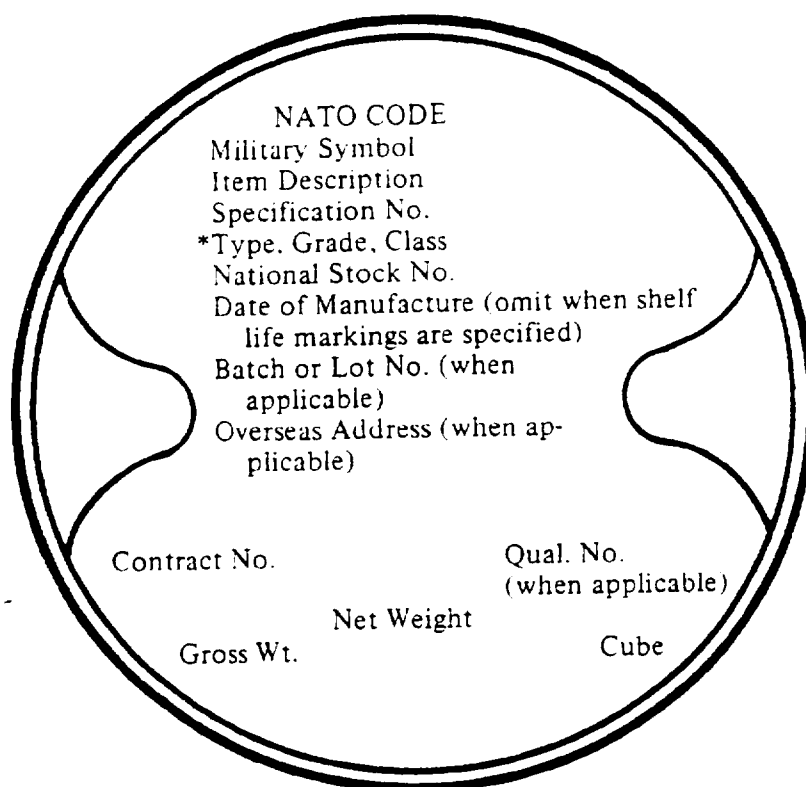 NATO CODE
Military Symbol
Item Description
Specification No.
*Type, Grade, Class
National Stock No.
Date of Manufacture (omit when shelf
life markings are specified)
Batch or Lot No. (when
applicable)
Overseas Address (when ap-
plicable)
Contract No.
Qual. No.
(when applicable)
Net Weight
Gross Wt.
Cube